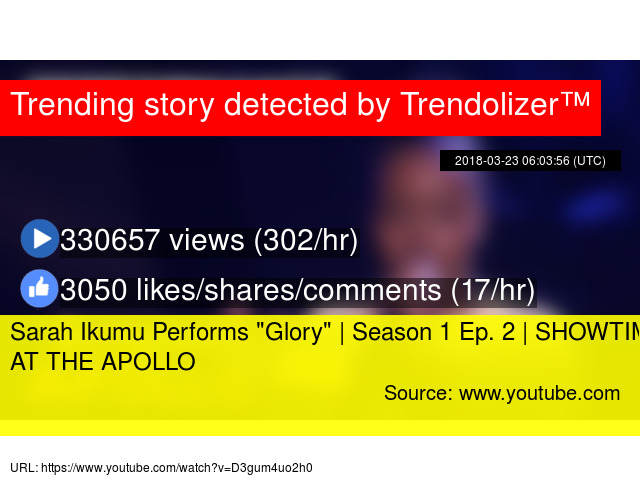 Trending story detected by Trendolizer™
2018-03-23 06:03:56 (UTC)
330657 views (302/hr)
3050 likes/shares/comments (17/hr)
Sarah Ikumu Performs "Glory" | Season 1 Ep. 2 | SHOWTIM
AT THE APOLLO
Source: www.youtube.com
URL: https://www.youtube.com/watch?v=D3gum4uo2h0